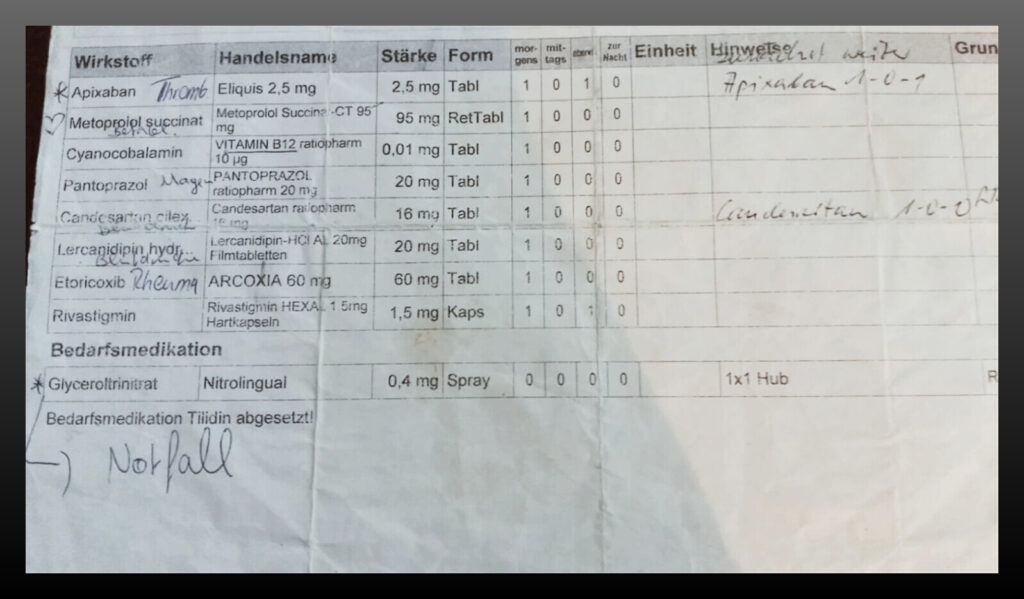 Wirkstoff Handelsname Stärke Form mor-gens mit-tags abend. zur Nacht Einheit Hinweise weiter Grun
* Apixaban Thromb Eliquis 2,5 mg 2,5 mg Tabl 1 0 1 0 Apixaban 1-0-1
Metoprolol succinat Metoprolol Succina -CT 95 mg 95 mg RetTabl 1 0 0 0
Cyanocobalamin VITAMIN B12 ratiopharm 10 µg 0,01 mg Tabl 1 0 0 0
Pantoprazol Magen PANTOPRAZOL ratiopharm 20 mg 20 mg Tabl 1 0 0 0
Candesartan cilex. Candesartan ratiopharm 16 mg 16 mg Tabl 1 0 0 0 Candesartan 1-0-0
Lercanidipin hydr... Lercanidipin-HCl AL 20mg Filmtabletten 20 mg Tabl 1 0 0 0
Etoricoxib Rheuma ARCOXIA 60 mg 60 mg Tabl 1 0 0 0
Rivastigmin Rivastigmin HEXAL 1 5mg Hartkapseln 1,5 mg Kaps 1 0 1 0
Bedarfsmedikation
* Glyceroltrinitrat Nitrolingual 0,4 mg Spray 0 0 0 0 1x1 Hub R
Bedarfsmedikation Tilidin abgesetzt!
Notfall